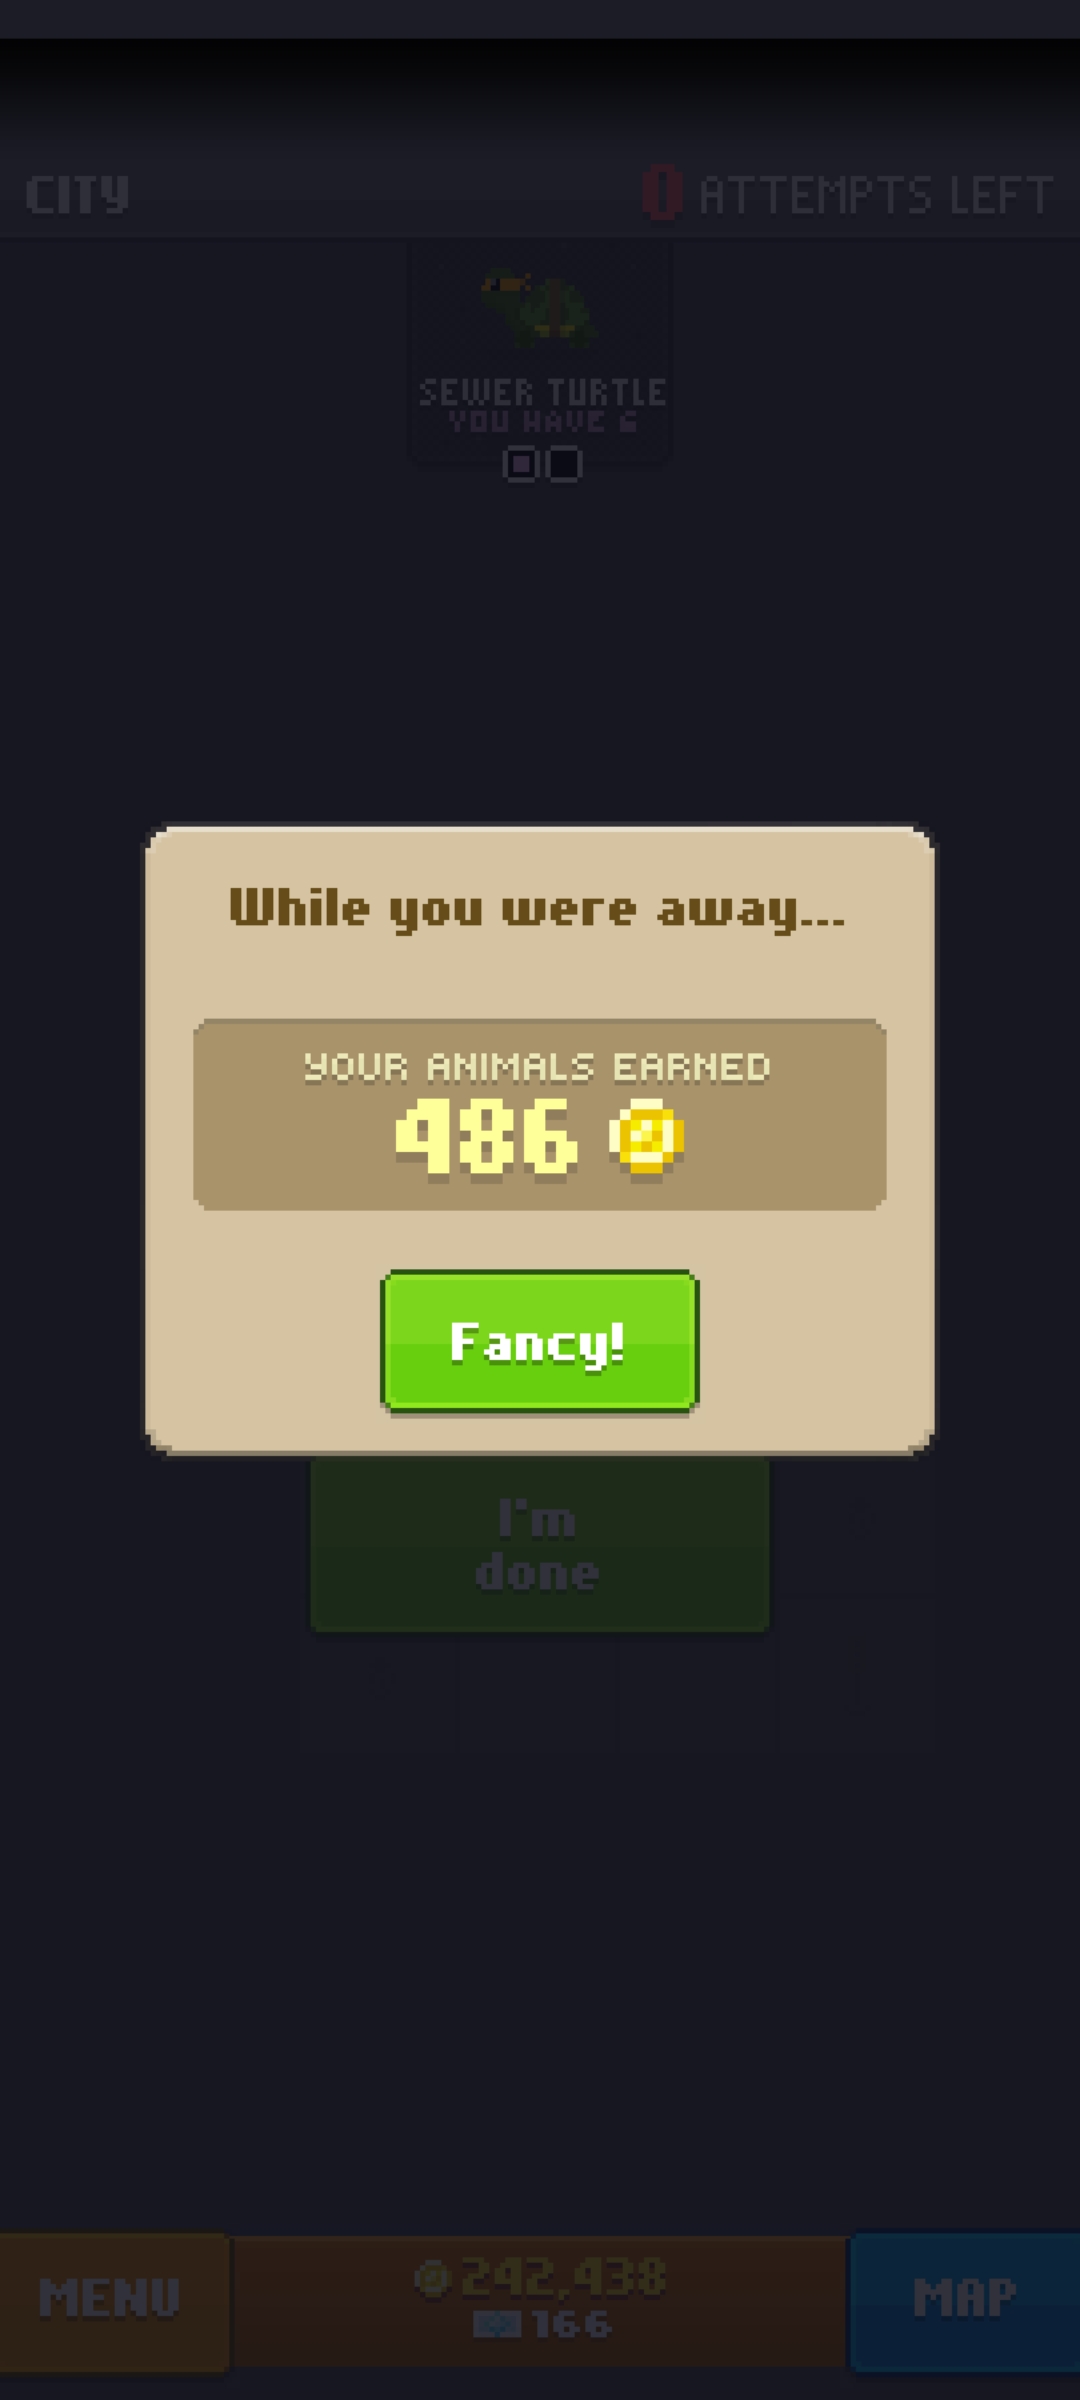 CITY
0 ATTEMPTS LEFT
SEWER TURTLE
YOU HAVE 6
While you were away...
YOUR ANIMALS EARNED
486
Fancy!
I'm
done
MENU
242,438
166
MAP